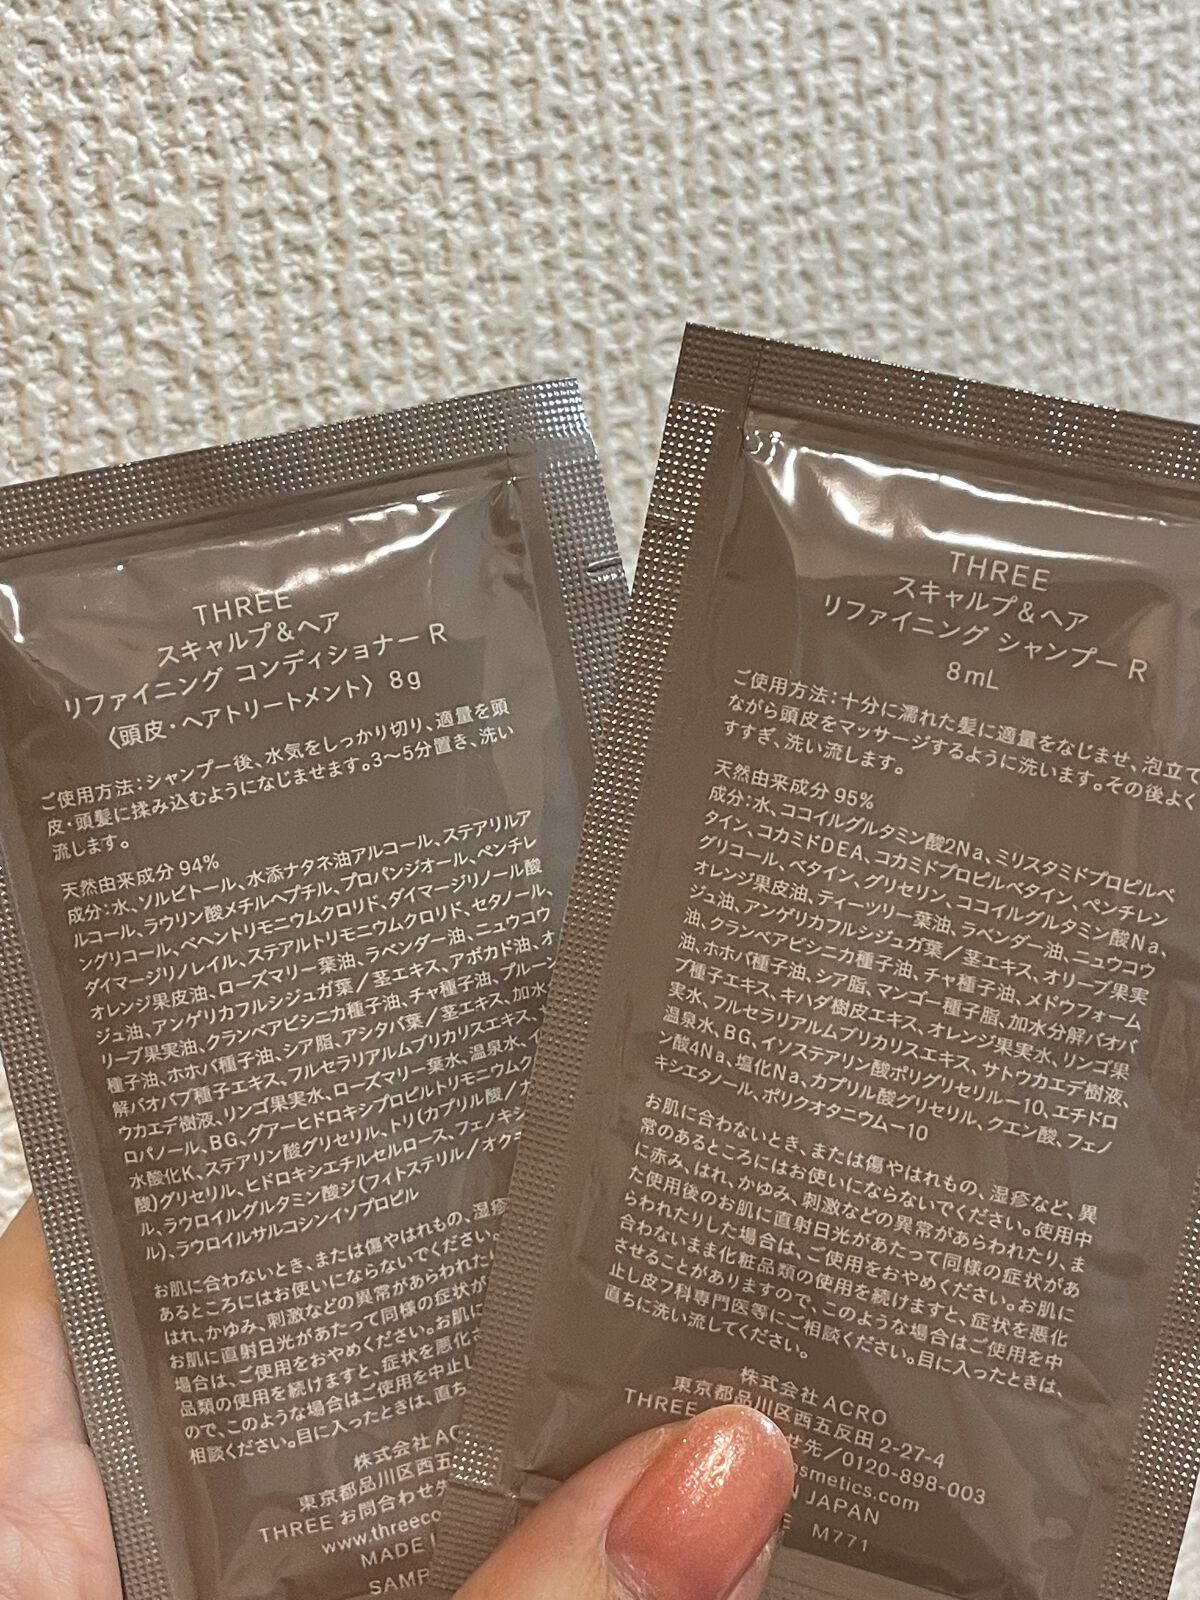 THREE
スキャルプ&ヘア
リファイニング コンディショナー R
〈頭皮・ヘアトリートメント〉 8g
ご使用方法:シャンプー後、水気をしっかり切り、適量を頭
皮・頭髪に揉み込むようになじませます。3〜5分置き、洗い
流します。
天然由来成分 94%
成分:水、ソルビトール、水添ナタネ油アルコール、ステアリルア
ルコール、ラウリン酸メチルヘプチル、プロパンジオール、ペンチレ
ングリコール、ベヘントリモニウムクロリド、ダイマージリノール酸
ダイマージリノレイル、ステアルトリモニウムクロリド、セタノール、
オレンジ果皮油、ローズマリー葉油、ラベンダー油、ニュウコウ
ジュ油、アンゲリカフルシジュガ葉/茎エキス、アボカド油、オ
リーブ果実油、クランベアビシニカ種子油、チャ種子油、プルーン
種子油、ホホバ種子油、シア脂、アシタバ葉/茎エキス、加水
解バオバブ種子エキス、フルセラリアルムブリカリスエキス、
ウカエデ樹液、リンゴ果実水、ローズマリー葉水、温泉水、
ロパノール、BG、グアーヒドロキシプロピルトリモニウムク
水酸化K、ステアリン酸グリセリル、トリ(カプリル酸/カ
酸)グリセリル、ヒドロキシエチルセルロース、フェノキシ
ル、ラウロイルグルタミン酸ジ(フィトステリル/オクチ
ル)、ラウロイルサルコシンイソプロピル
お肌に合わないとき、または傷やはれもの、湿疹
あるところにはお使いにならないでください。
はれ、かゆみ、刺激などの異常があらわれた
お肌に直射日光があたって同様の症状が
場合は、ご使用をおやめください。お肌に
品類の使用を続けますと、症状を悪化さ
ので、このような場合はご使用を中止し
相談ください。目に入ったときは、直ち
株式会社 AC
東京都品川区西五
THREE お問合わせ先
www.threeco
MADE I
SAMP
THREE
スキャルプ&ヘア
リファイニング シャンプー R
8mL
ご使用方法:十分に濡れた髪に適量をなじませ、泡立て
ながら頭皮をマッサージするように洗います。その後よく
すすぎ、洗い流します。
天然由来成分 95%
成分:水、ココイルグルタミン酸2Na、ミリスタミドプロピルベ
タイン、コカミドDEA、コカミドプロピルベタイン、ペンチレン
グリコール、ベタイン、グリセリン、ココイルグルタミン酸Na、
オレンジ果皮油、ティーツリー葉油、ラベンダー油、ニュウコウ
ジュ油、アンゲリカフルシジュガ葉/茎エキス、オリーブ果実
油、クランベアビシニカ種子油、チャ種子油、メドウフォーム
油、ホホバ種子油、シア脂、マンゴー種子脂、加水分解バオバ
ブ種子エキス、キハダ樹皮エキス、オレンジ果実水、リンゴ果
実水、フルセラリアルムブリカリスエキス、サトウカエデ樹液、
温泉水、BG、イソステアリン酸ポリグリセリル-10、エチドロ
ン酸4Na、塩化Na、カプリル酸グリセリル、クエン酸、フェノ
キシエタノール、ポリクオタニウム-10
お肌に合わないとき、または傷やはれもの、湿疹など、異
常のあるところにはお使いにならないでください。使用中
に赤み、はれ、かゆみ、刺激などの異常があらわれたり、ま
た使用後のお肌に直射日光があたって同様の症状があ
らわれたりした場合は、ご使用をおやめください。お肌に
合わないまま化粧品類の使用を続けますと、症状を悪化
させることがありますので、このような場合はご使用を中
止し皮フ科専門医等にご相談ください。目に入ったときは、
直ちに洗い流してください。
株式会社 ACRO
東京都品川区西五反田 2-27-4
THREE せ先/0120-898-003
osmetics.com
N JAPAN
E M771